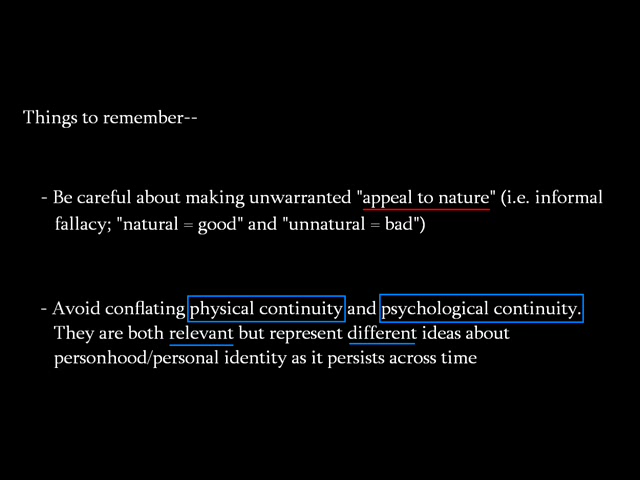 Things to remember--
- Be careful about making unwarranted "appeal to nature" (i.e. informal
fallacy; "natural = good" and "unnatural = bad")
- Avoid conflating physical continuity and psychological continuity.
They are both relevant but represent different ideas about
personhood/personal identity as it persists across time